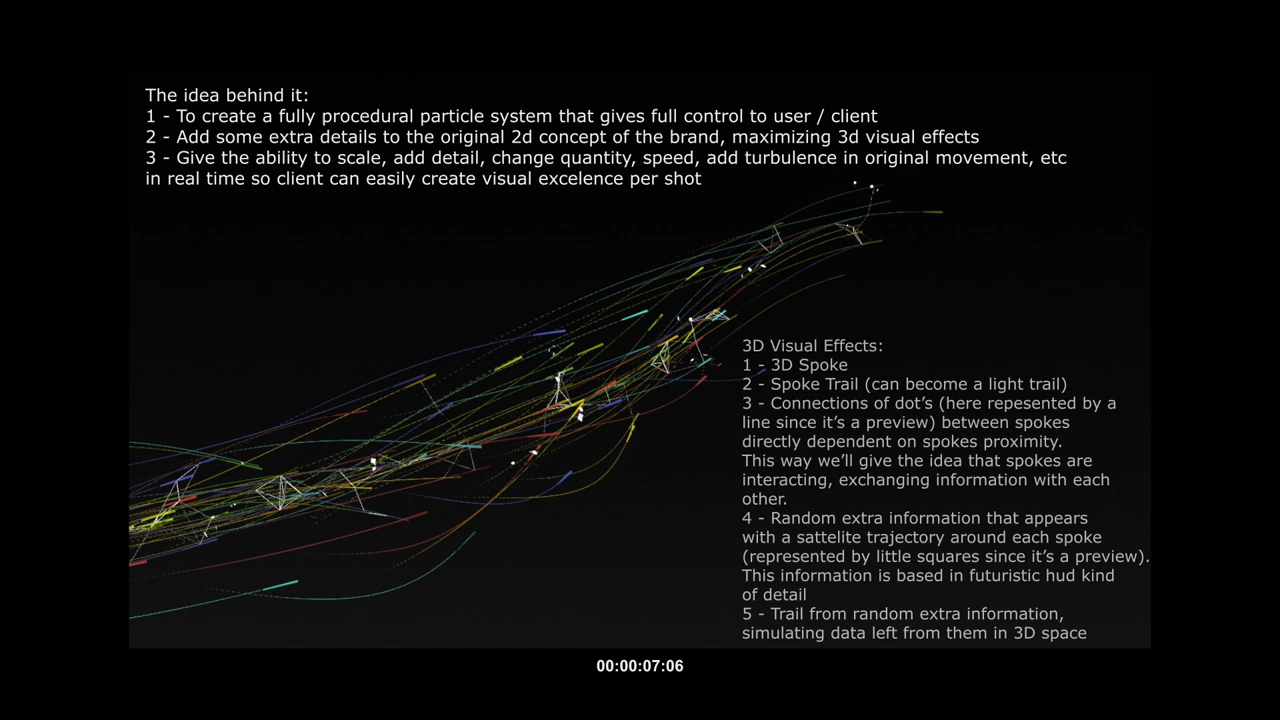 The idea behind it:
1 - To create a fully procedural particle system that gives full control to user / client
2 - Add some extra details to the original 2d concept of the brand, maximizing 3d visual effects
3 - Give the ability to scale, add detail, change quantity, speed, add turbulence in original movement, etc
in real time so client can easily create visual excelence per shot
3D Visual Effects:
1 - 3D Spoke
2 - Spoke Trail (can become a light trail)
3 - Connections of dot's (here repesented by a
line since it's a preview) between spokes
directly dependent on spokes proximity.
This way we'll give the idea that spokes are
interacting, exchanging information with each
other.
4 - Random extra information that appears
with a sattelite trajectory around each spoke
(represented by little squares since it's a preview).
This information is based in futuristic hud kind
of detail
5 - Trail from random extra information,
simulating data left from them in 3D space
00:00:07:06